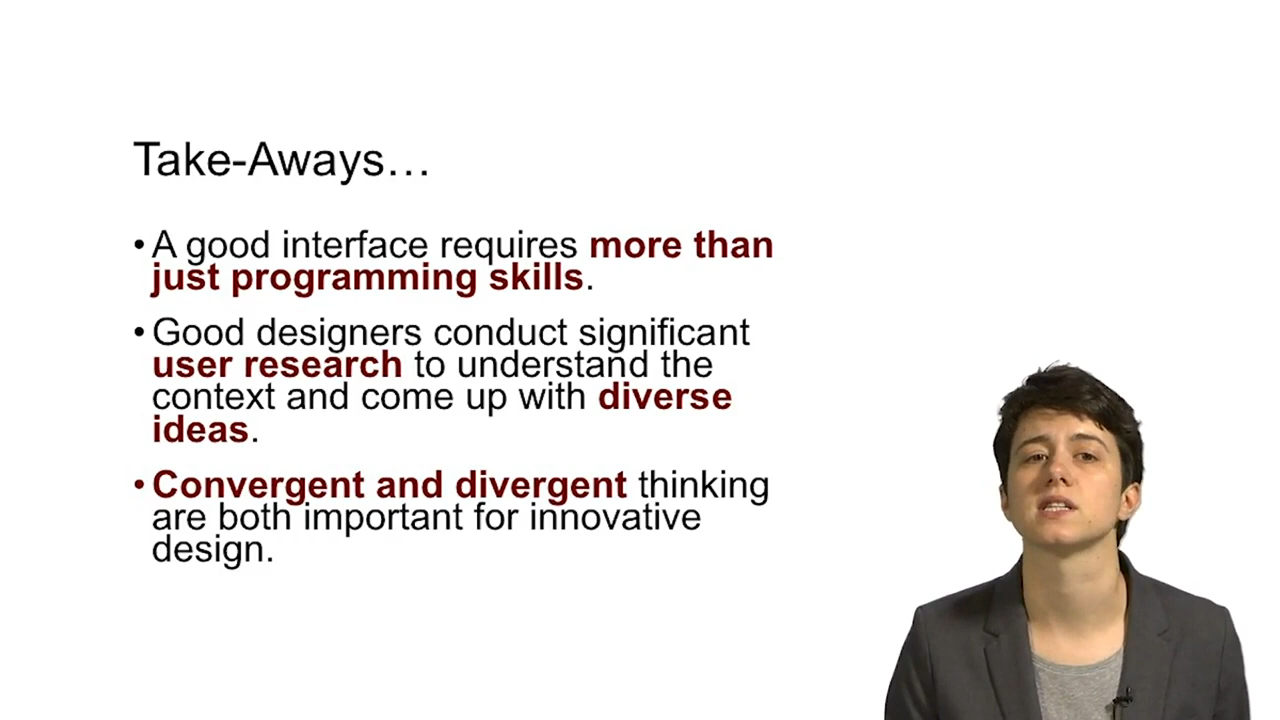 Take-Aways…
•A good interface requires more than
just programming skills.
•Good designers conduct significant
user research to understand the
context and come up with diverse
ideas.
•Convergent and divergent thinking
are both important for innovative
design.